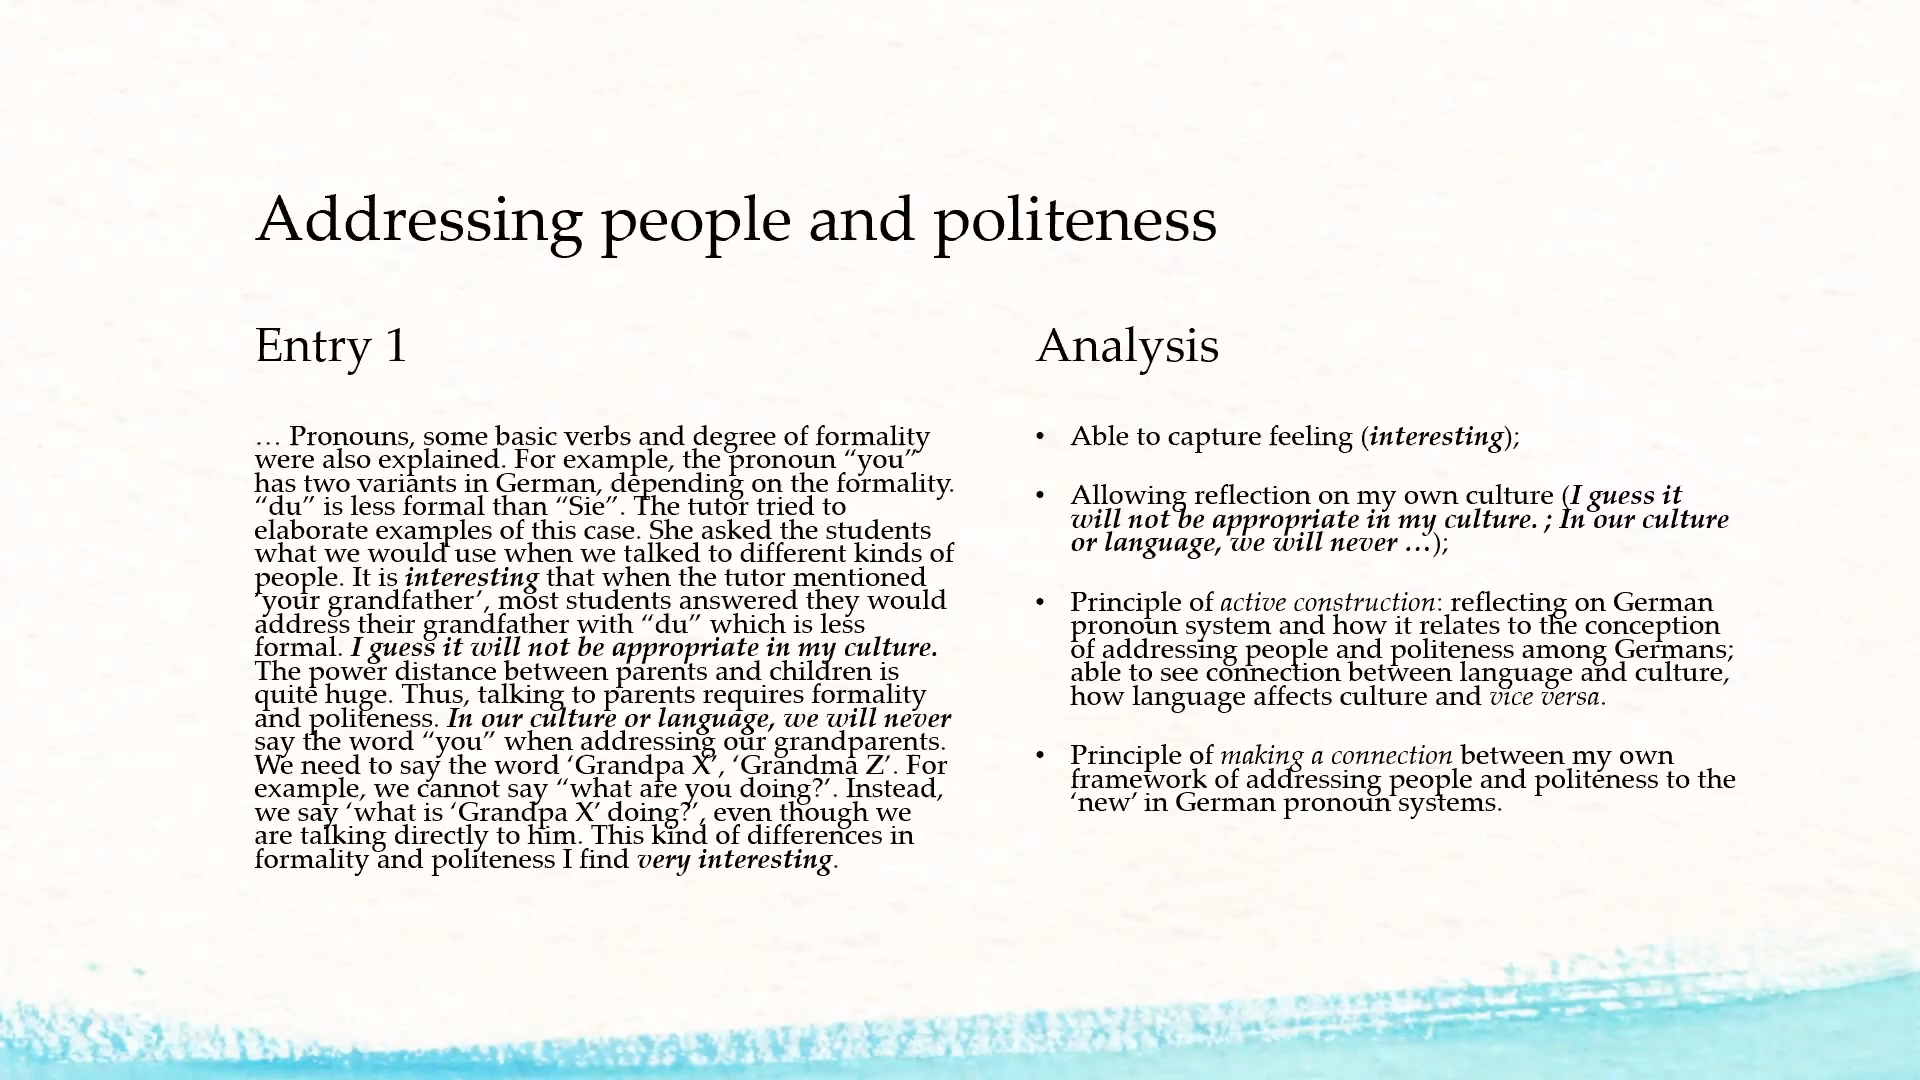 Addressing people and politeness
Entry 1
… Pronouns, some basic verbs and degree of formality
were also explained. For example, the pronoun “you”
has two variants in German, depending on the formality.
“du” is less formal than “Sie”. The tutor tried to
elaborate examples of this case. She asked the students
what we would use when we talked to different kinds of
people. It is interesting that when the tutor mentioned
‘your grandfather’, most students answered they would
address their grandfather with “du” which is less
formal. I guess it will not be appropriate in my culture.
The power distance between parents and children is
quite huge. Thus, talking to parents requires formality
and politeness. In our culture or language, we will never
say the word “you” when addressing our grandparents.
We need to say the word ‘Grandpa X’, ‘Grandma Z’. For
example, we cannot say “what are you doing?’. Instead,
we say ‘what is ‘Grandpa X’ doing?’, even though we
are talking directly to him. This kind of differences in
formality and politeness I find very interesting.
Analysis
• Able to capture feeling (interesting);
• Allowing reflection on my own culture (I guess it
will not be appropriate in my culture. ; In our culture
or language, we will never …);
• Principle of active construction: reflecting on German
pronoun system and how it relates to the conception
of addressing people and politeness among Germans;
able to see connection between language and culture,
how language affects culture and vice versa.
• Principle of making a connection between my own
framework of addressing people and politeness to the
‘new’ in German pronoun systems.